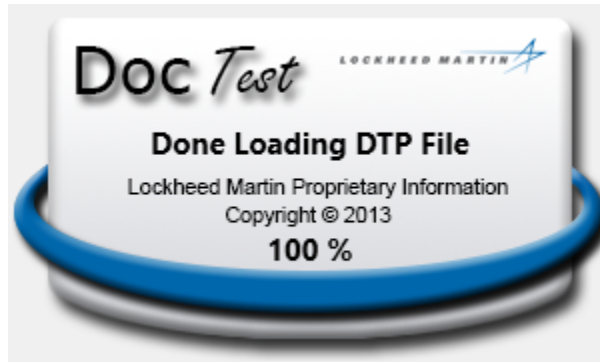 Doc Test
LOCKHEED MARTIN
Done Loading DTP File
Lockheed Martin Proprietary Information
Copyright © 2013
100 %